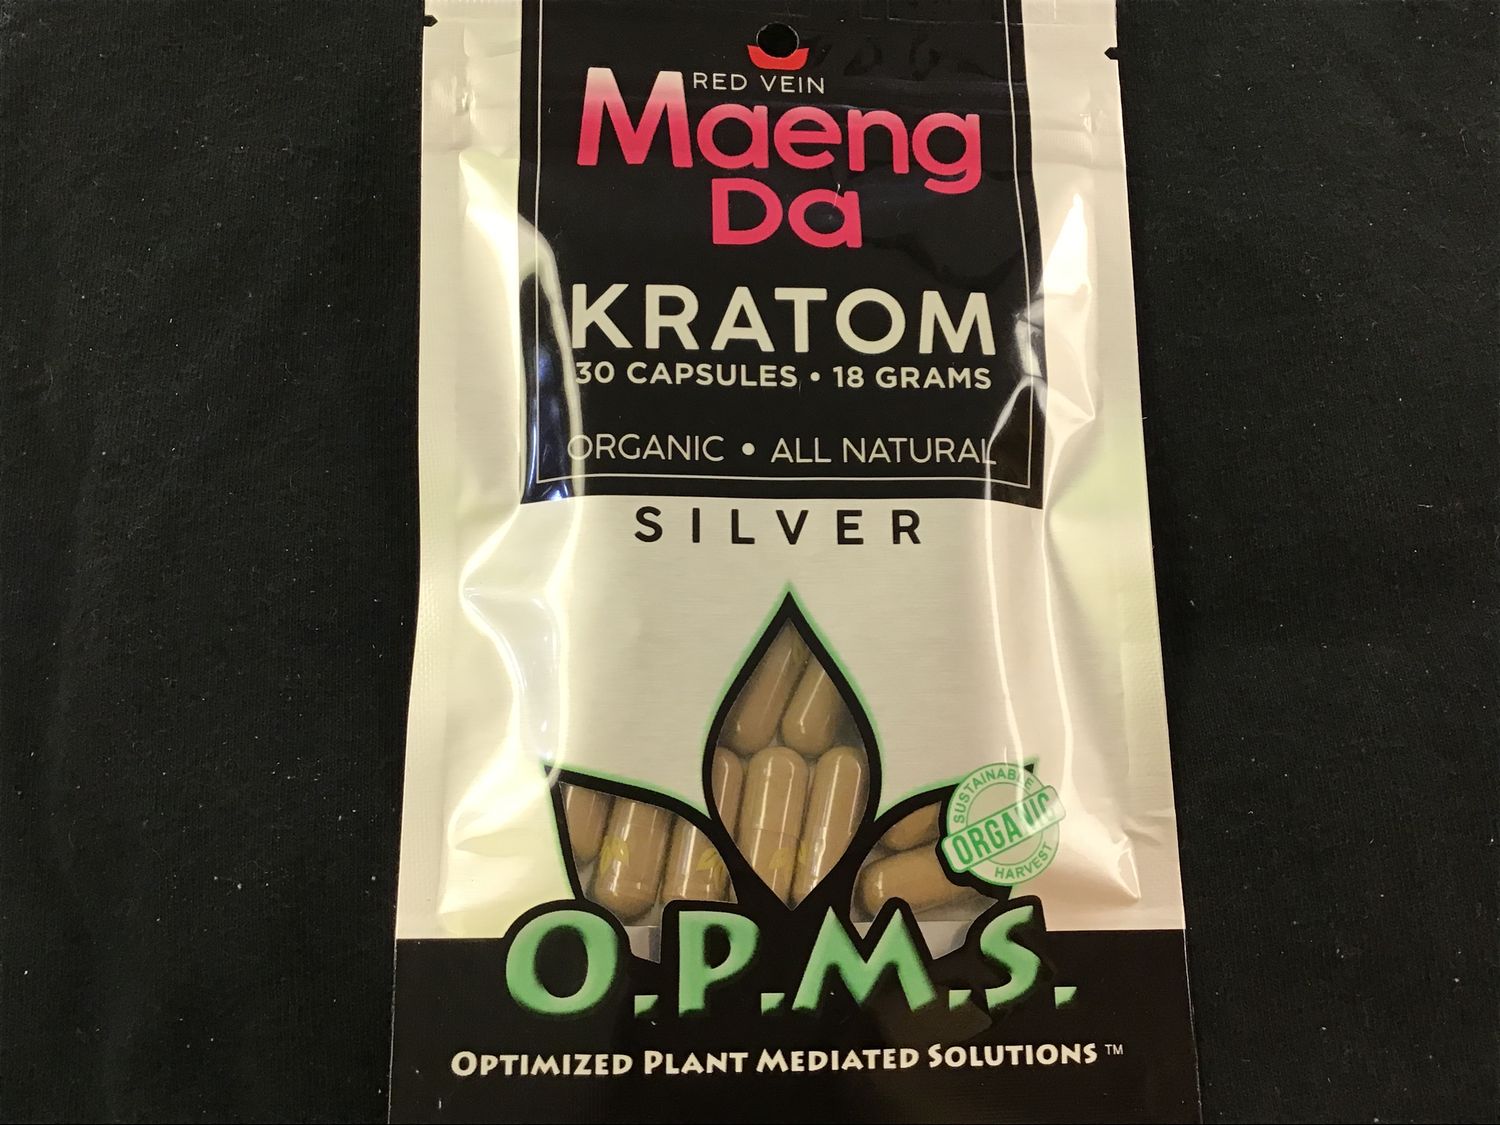 RED VEIN
Maeng
Da
KRATOM
30 CAPSULES • 18 GRAMS
ORGANIC • ALL NATURAL
SILVER
SUSTAINABLE
ORGANIC
HARVEST
O.P.M.S.
OPTIMIZED PLANT MEDIATED SOLUTIONS™